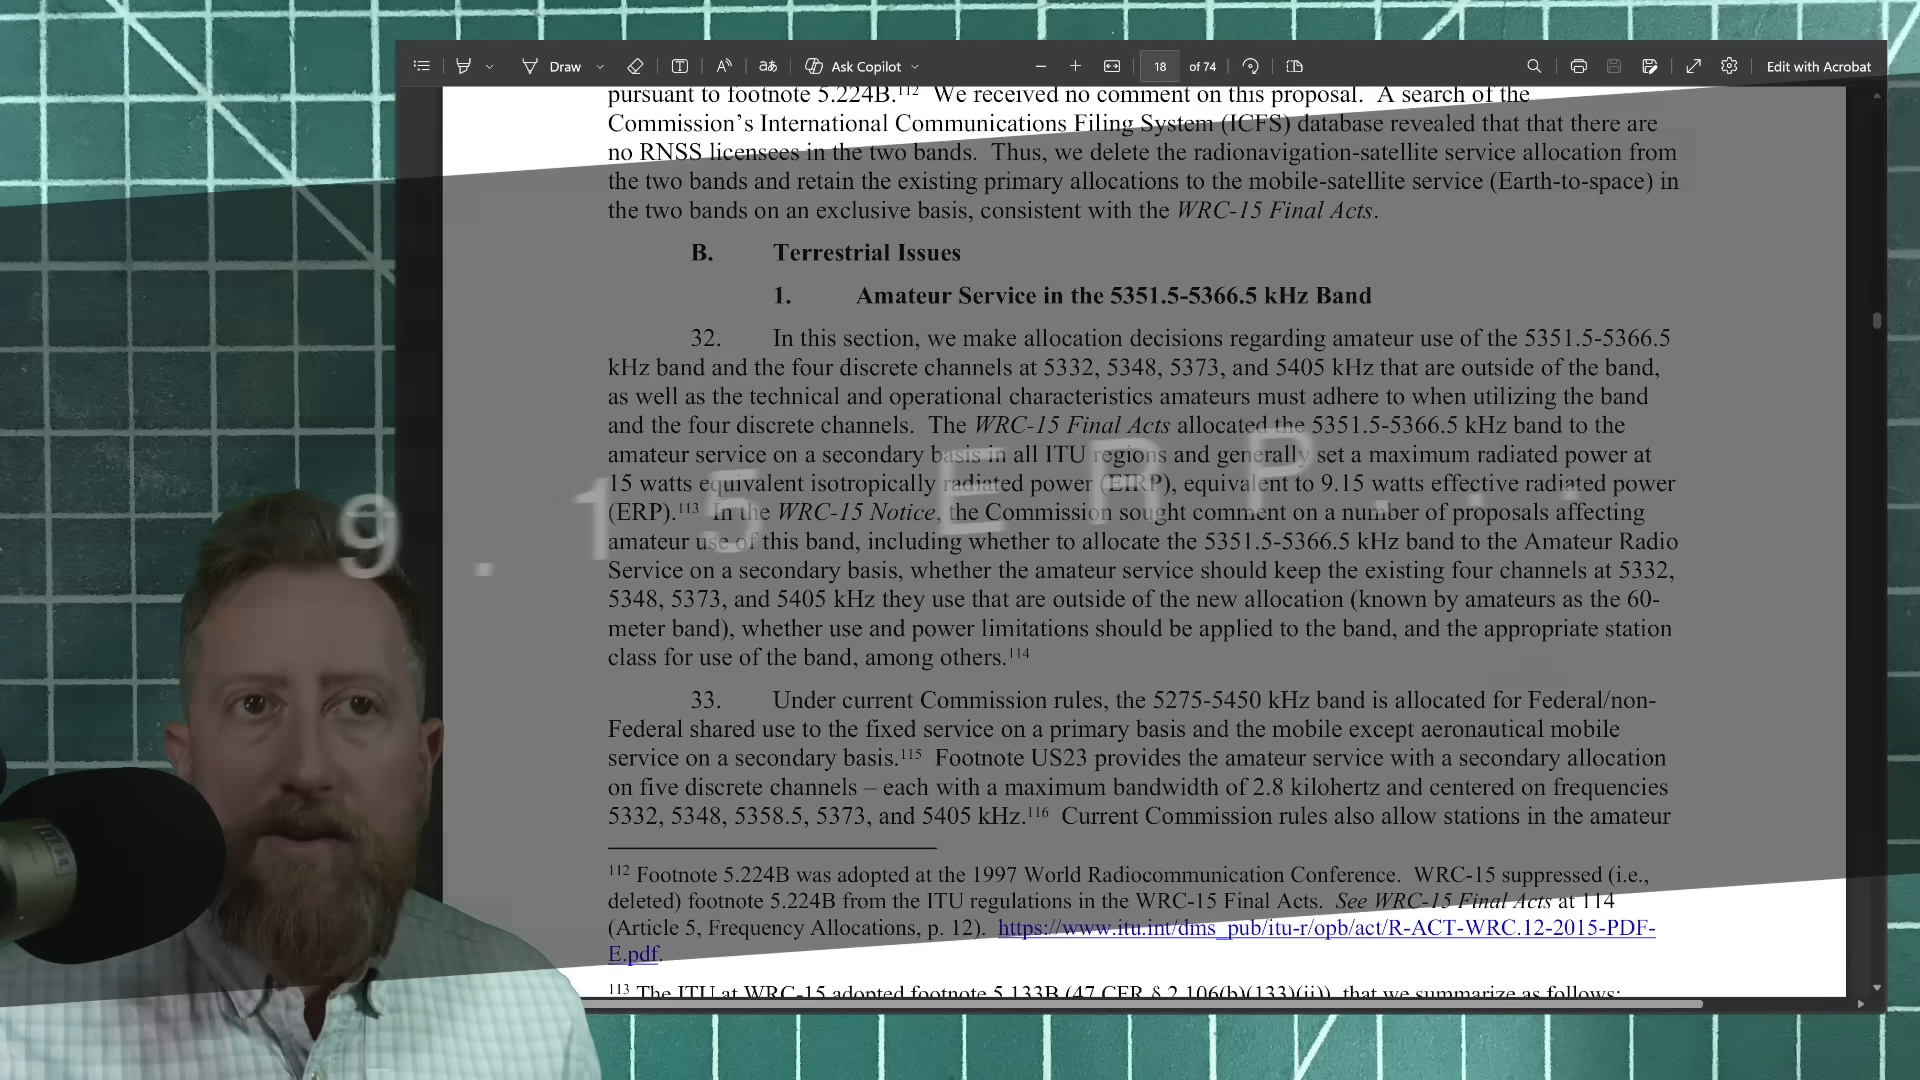 Draw Ask Copilot 18 of 74 Edit with Acrobat
pursuant to footnote 5.224B.112 We received no comment on this proposal. A search of the
Commission’s International Communications Filing System (ICFS) database revealed that that there are
no RNSS licensees in the two bands. Thus, we delete the radionavigation-satellite service allocation from
the two bands and retain the existing primary allocations to the mobile-satellite service (Earth-to-space) in
the two bands on an exclusive basis, consistent with the WRC-15 Final Acts.
B. Terrestrial Issues
1. Amateur Service in the 5351.5-5366.5 kHz Band
32. In this section, we make allocation decisions regarding amateur use of the 5351.5-5366.5
kHz band and the four discrete channels at 5332, 5348, 5373, and 5405 kHz that are outside of the band,
as well as the technical and operational characteristics amateurs must adhere to when utilizing the band
and the four discrete channels. The WRC-15 Final Acts allocated the 5351.5-5366.5 kHz band to the
amateur service on a secondary basis in all ITU regions and generally set a maximum radiated power at
15 watts equivalent isotropically radiated power (EIRP), equivalent to 9.15 watts effective radiated power
(ERP).113 In the WRC-15 Notice, the Commission sought comment on a number of proposals affecting
amateur use of this band, including whether to allocate the 5351.5-5366.5 kHz band to the Amateur Radio
Service on a secondary basis, whether the amateur service should keep the existing four channels at 5332,
5348, 5373, and 5405 kHz they use that are outside of the new allocation (known by amateurs as the 60-
meter band), whether use and power limitations should be applied to the band, and the appropriate station
class for use of the band, among others.114
33. Under current Commission rules, the 5275-5450 kHz band is allocated for Federal/non-
Federal shared use to the fixed service on a primary basis and the mobile except aeronautical mobile
service on a secondary basis.115 Footnote US23 provides the amateur service with a secondary allocation
on five discrete channels – each with a maximum bandwidth of 2.8 kilohertz and centered on frequencies
5332, 5348, 5358.5, 5373, and 5405 kHz.116 Current Commission rules also allow stations in the amateur
112 Footnote 5.224B was adopted at the 1997 World Radiocommunication Conference. WRC-15 suppressed (i.e.,
deleted) footnote 5.224B from the ITU regulations in the WRC-15 Final Acts. See WRC-15 Final Acts at 114
(Article 5, Frequency Allocations, p. 12). https://www.itu.int/dms_pub/itu-r/opb/act/R-ACT-WRC.12-2015-PDF-
E.pdf.
113 The ITU at WRC-15 adopted footnote 5.133B (47 CFR § 2.106(b)(133)(ii)), that we summarize as follows:
9.15 ERP...